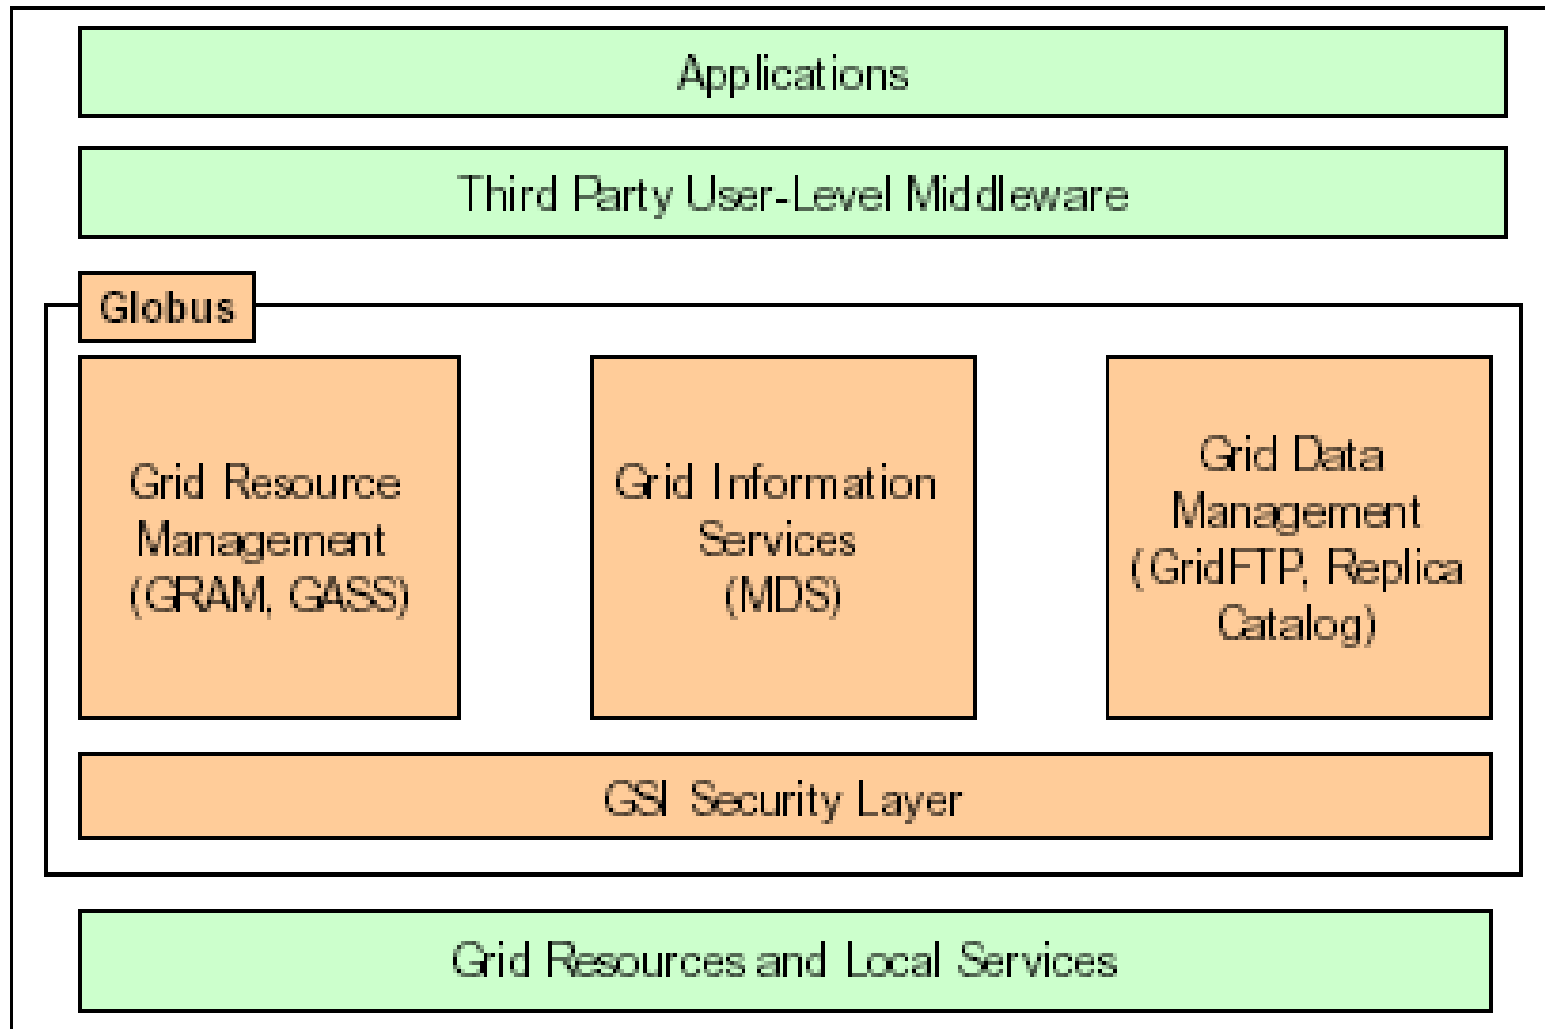 Applications
Third Party User-Level Middleware
Globus
Grid Resource
Management
(GRAM, GASS)
Grid Information
Services
(MDS)
Grid Data
Management
(GridFTP, Replica
Catalog)
GSI Security Layer
Grid Resources and Local Services